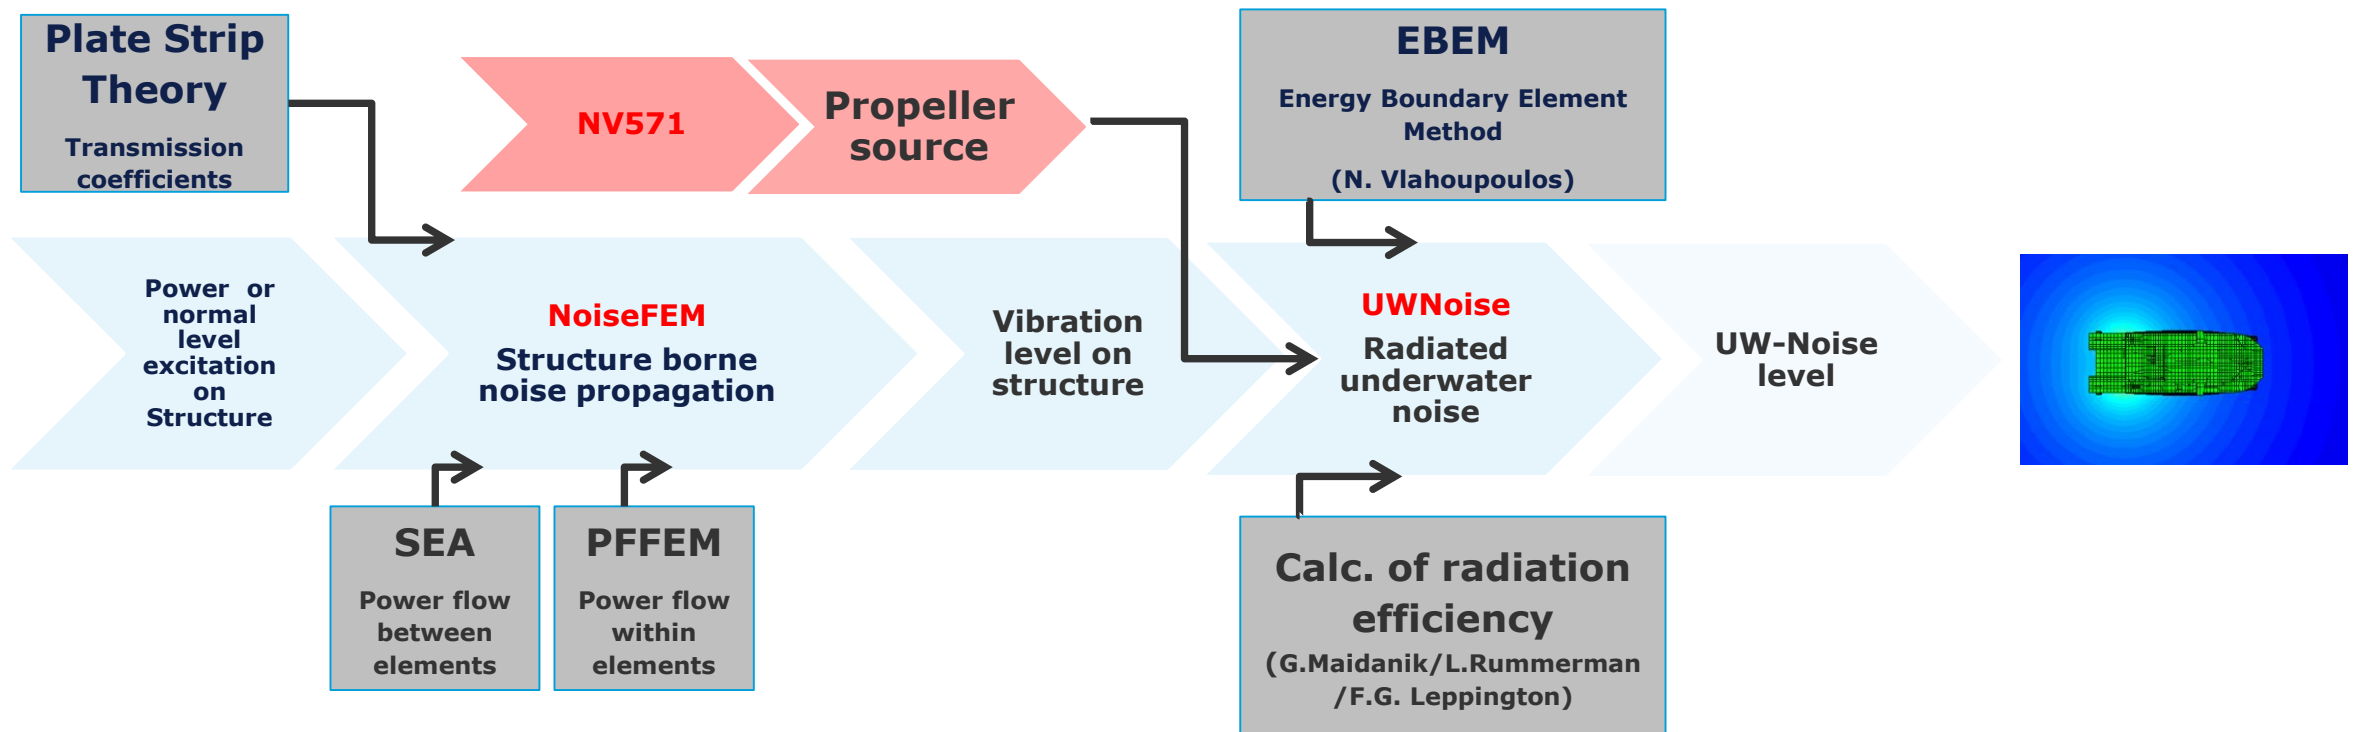 Plate Strip
Theory
Transmission
coefficients
NV571
Propeller
source
EBEM
Energy Boundary Element
Method
(N. Vlahoupoulos)
Power or
normal
level
excitation
on
Structure
NoiseFEM
Structure borne
noise propagation
Vibration
level on
structure
UWNoise
Radiated
underwater
noise
UW-Noise
level
SEA
Power flow
between
elements
PFFEM
Power flow
within
elements
Calc. of radiation
efficiency
(G.Maidanik/L.Rummerman
/F.G. Leppington)